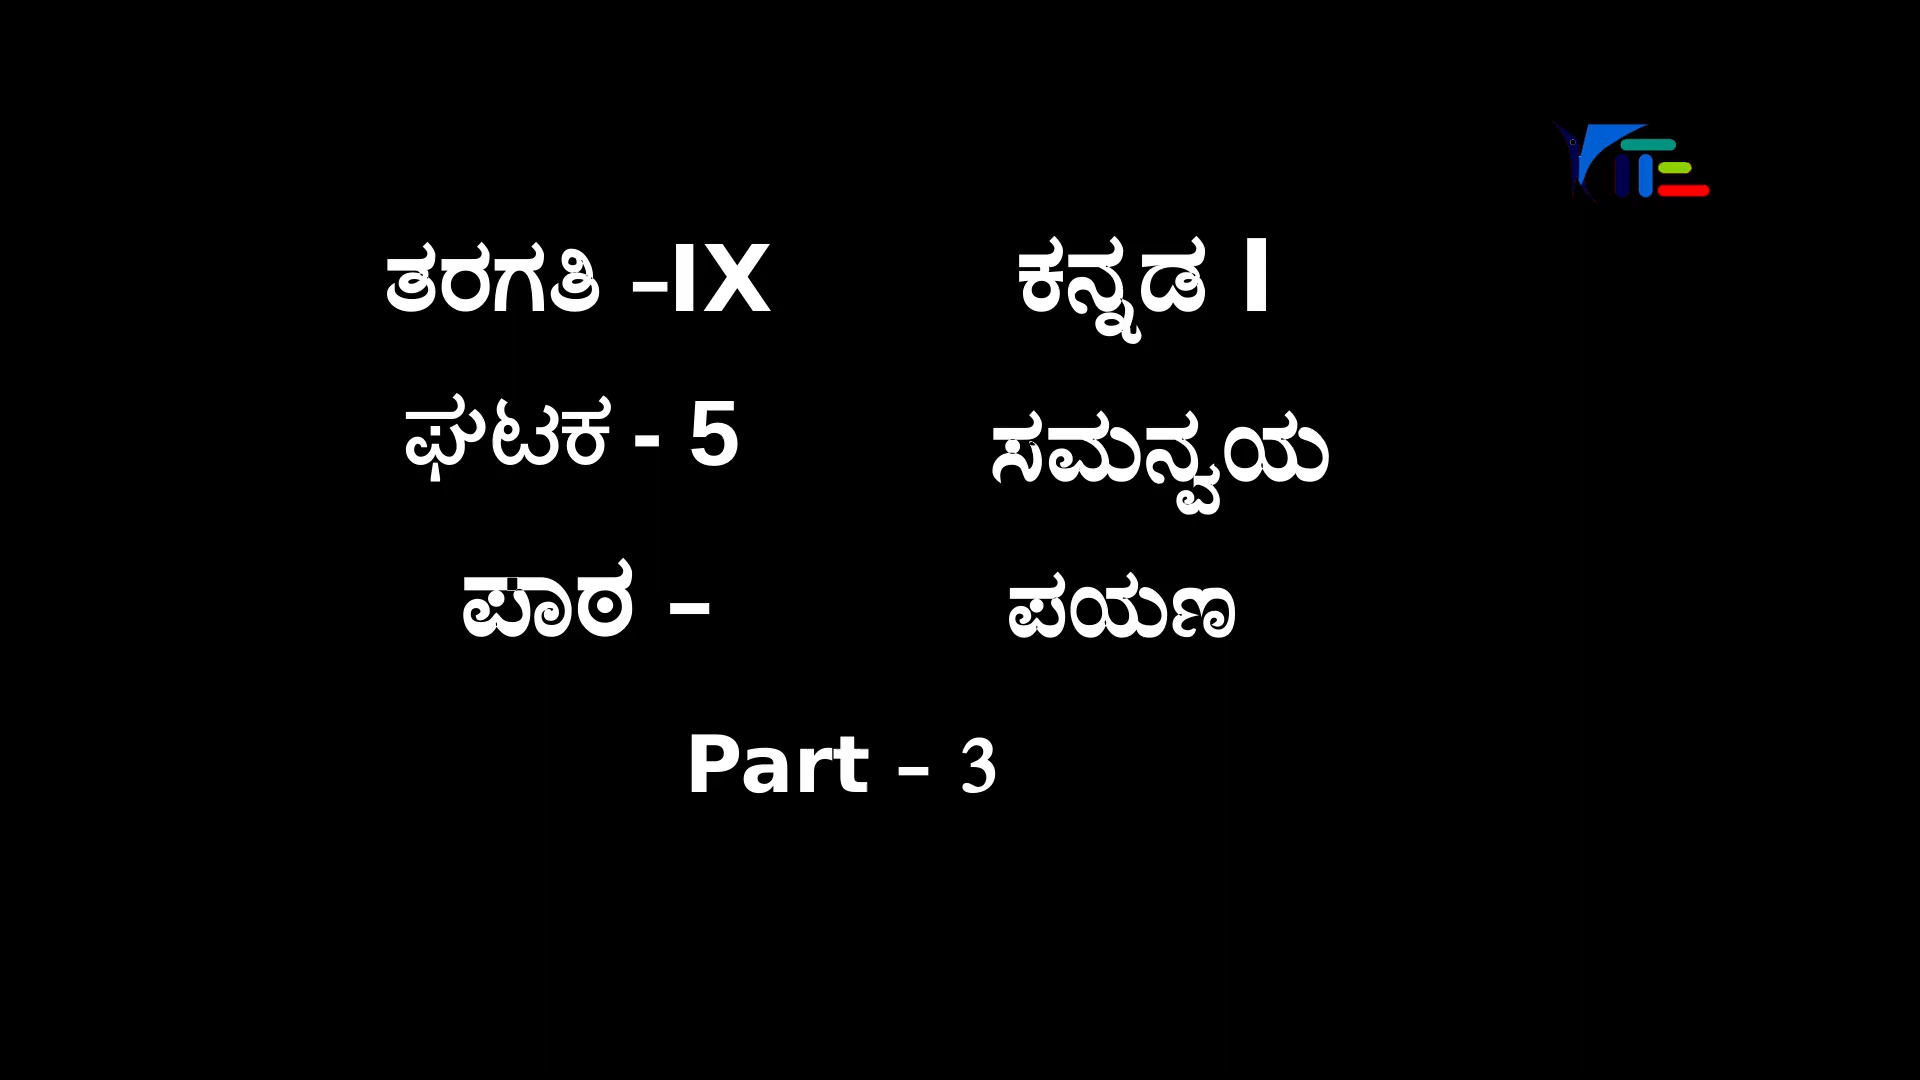 ತರಗತಿ –IX ಕನ್ನಡ I
ಘಟಕ - 5 ಸಮನ್ವಯ
ಪಾಠ – ಪಯಣ
Part – 3